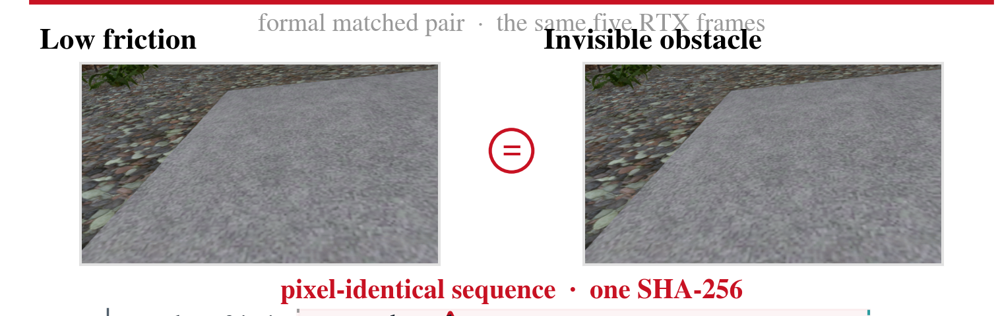 formal matched pair · the same five RTX frames
Low friction
Invisible obstacle
=
pixel-identical sequence · one SHA-256